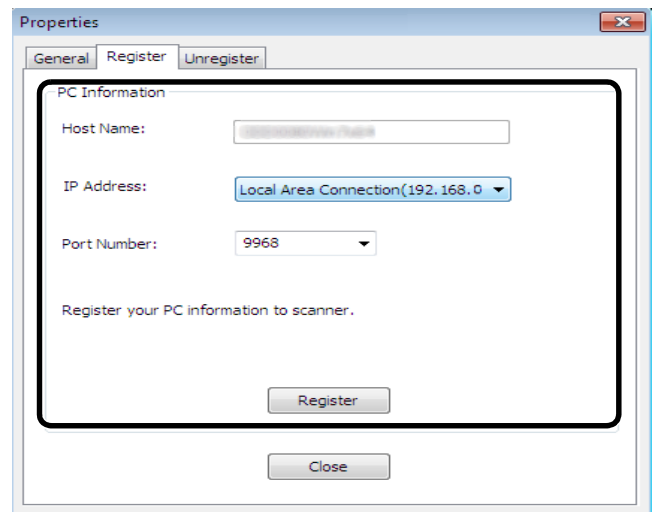 Properties
General Register Unregister
PC Information
Host Name:
IP Address: Local Area Connection(192.168.0
Port Number: 9968
Register your PC information to scanner.
Register
Close